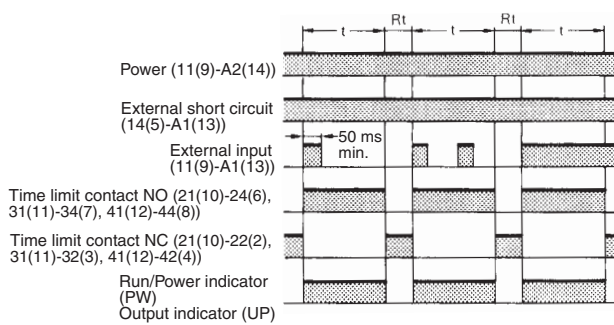 t Rt t Rt t
Power (11(9)-A2(14))
External short circuit
(14(5)-A1(13))
50 ms
min.
External input
(11(9)-A1(13))
Time limit contact NO (21(10)-24(6),
31(11)-34(7), 41(12)-44(8))
Time limit contact NC (21(10)-22(2),
31(11)-32(3), 41(12)-42(4))
Run/Power indicator
(PW)
Output indicator (UP)